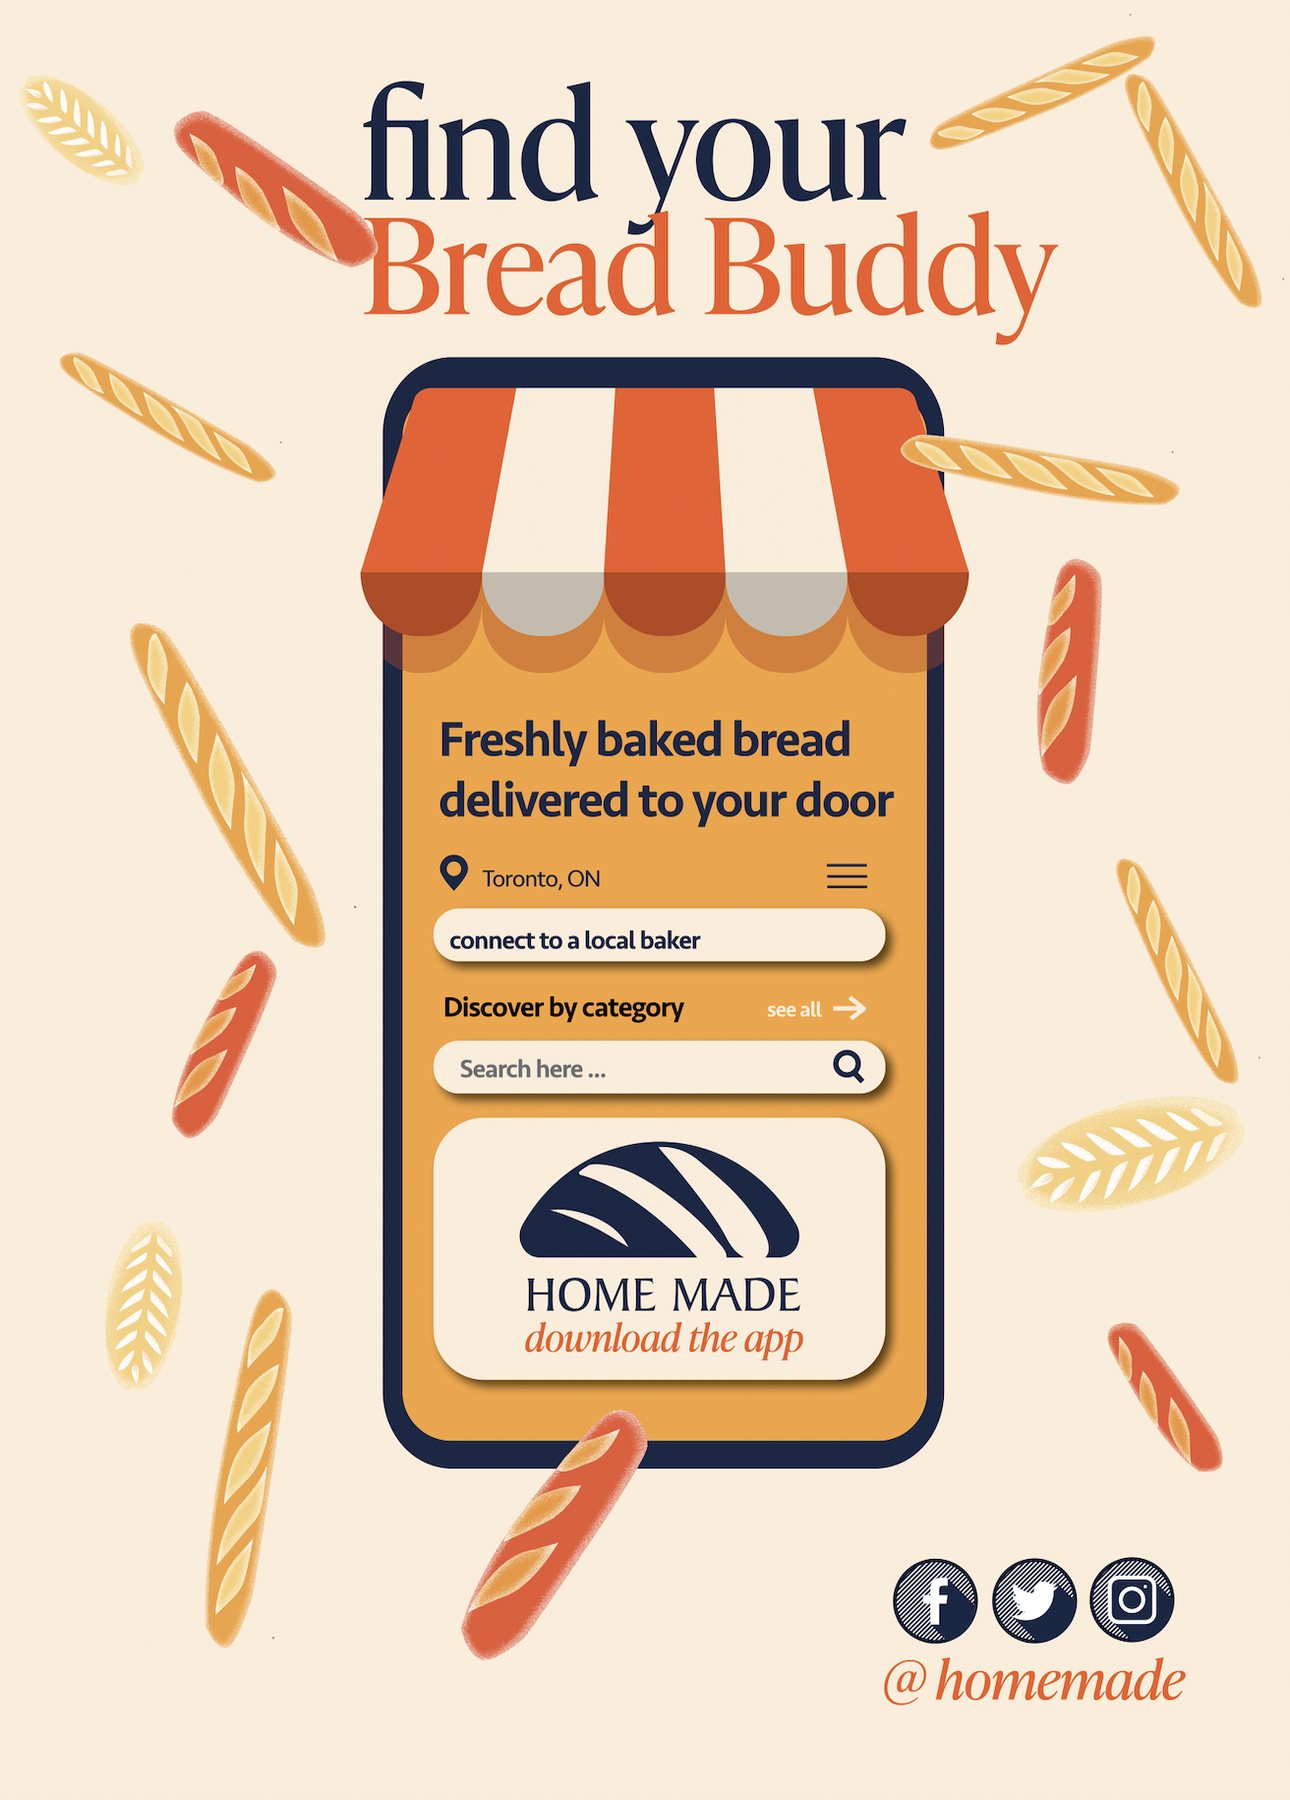 find your
Bread Buddy
Freshly baked bread
delivered to your door
Toronto, ON
connect to a local baker
Discover by category see all
Search here ...
HOME MADE
download the app
@homemade